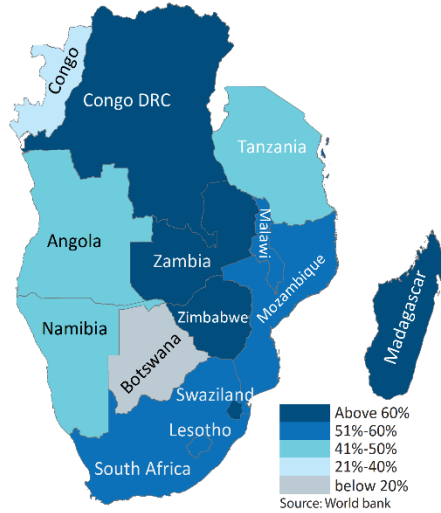 Congo
Congo DRC
Tanzania
Angola
Malawi
Zambia
Mozambique
Namibia
Zimbabwe
Botswana
Madagascar
Swaziland
Lesotho
South Africa
Above 60%
51%-60%
41%-50%
21%-40%
below 20%
Source: World bank